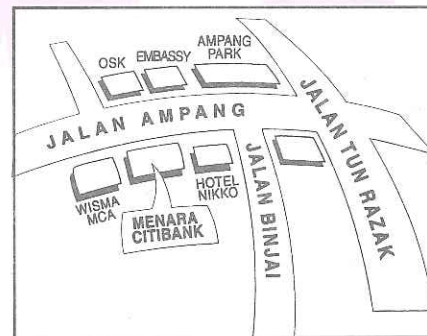 OSK
EMBASSY
AMPANG
PARK
JALAN AMPANG
JALAN TUN RAZAK
WISMA
MCA
MENARA
CITIBANK
HOTEL
NIKKO
JALAN BINJAI